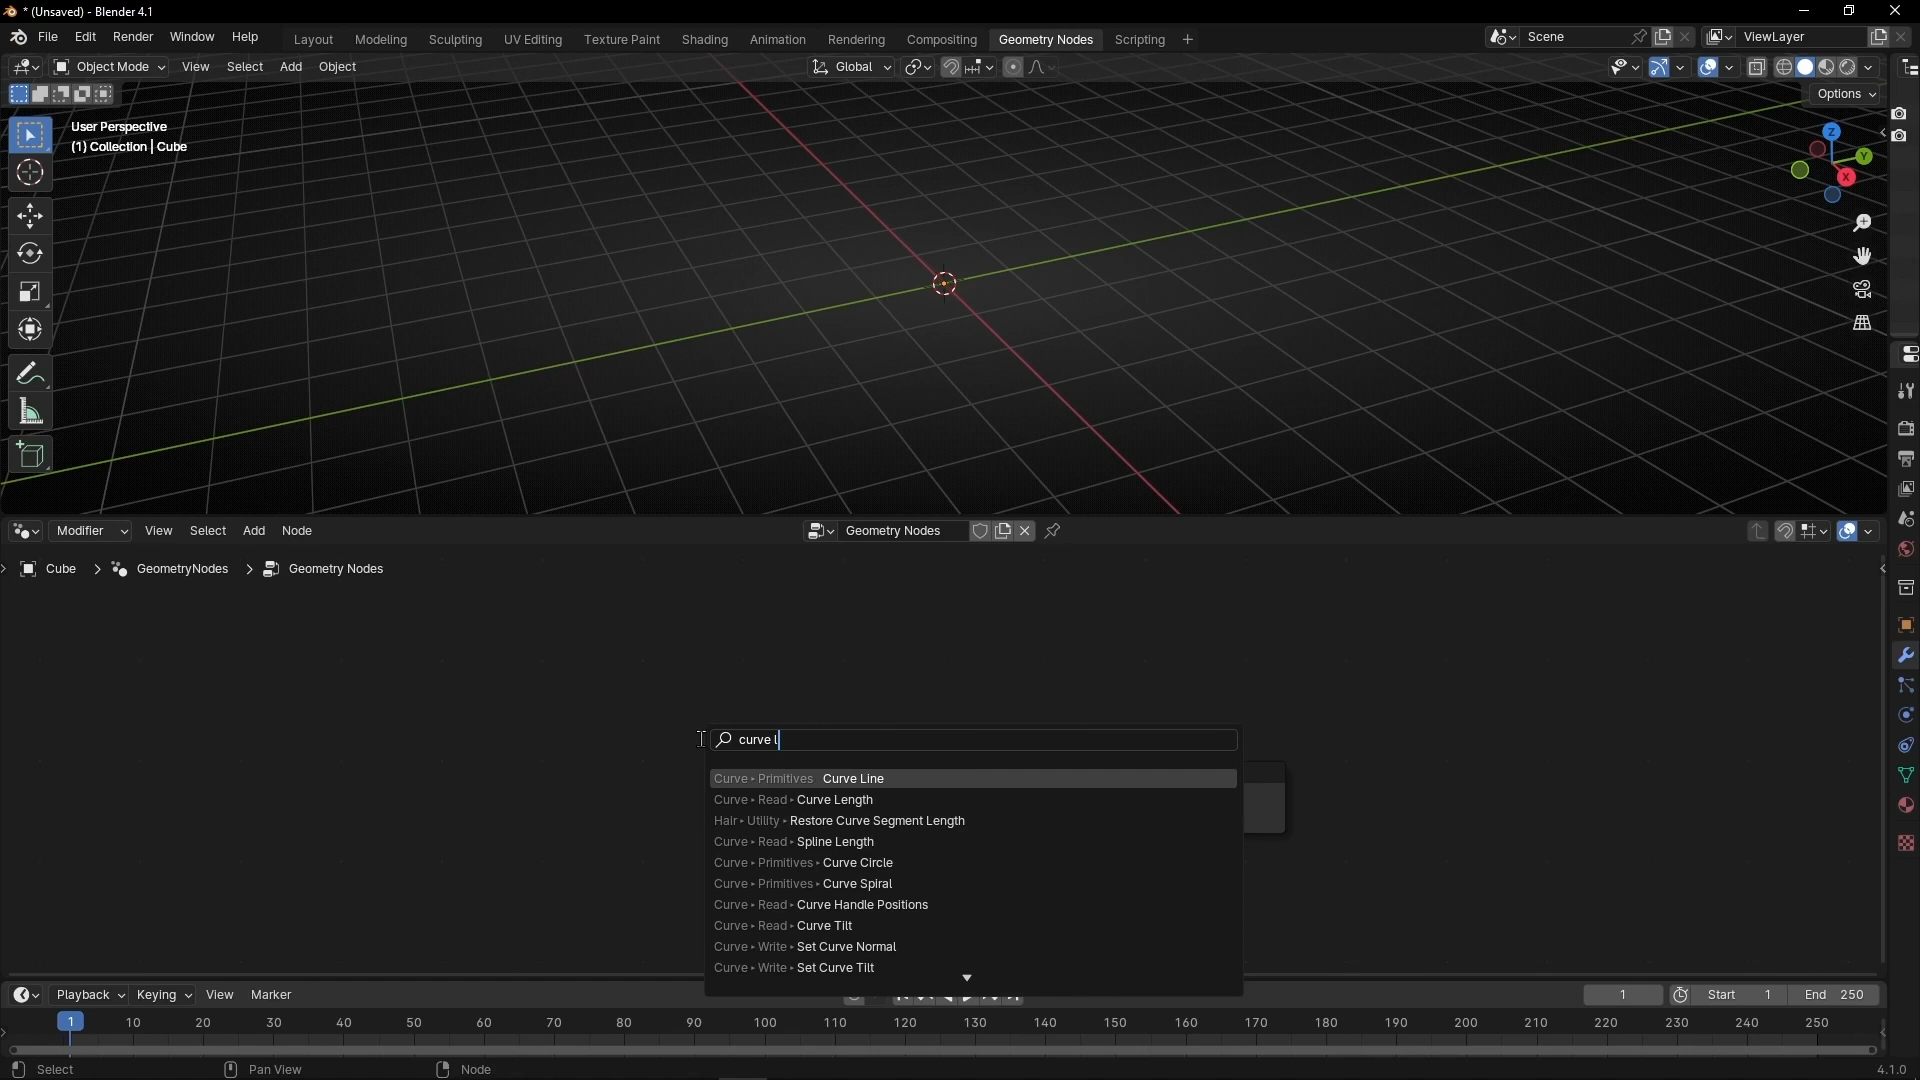 * (Unsaved) - Blender 4.1
File Edit Render Window Help Layout Modeling Sculpting UV Editing Texture Paint Shading Animation Rendering Compositing Geometry Nodes Scripting + Scene ViewLayer
Object Mode View Select Add Object Global
Options
User Perspective
(1) Collection | Cube
Z
Y
X
Modifier View Select Add Node Geometry Nodes
Cube > GeometryNodes > Geometry Nodes
curve l
Curve ▸ Primitives Curve Line
Curve ▸ Read ▸ Curve Length
Hair ▸ Utility ▸ Restore Curve Segment Length
Curve ▸ Read ▸ Spline Length
Curve ▸ Primitives ▸ Curve Circle
Curve ▸ Primitives ▸ Curve Spiral
Curve ▸ Read ▸ Curve Handle Positions
Curve ▸ Read ▸ Curve Tilt
Curve ▸ Write ▸ Set Curve Normal
Curve ▸ Write ▸ Set Curve Tilt
Playback Keying View Marker 1 Start 1 End 250
1 10 20 30 40 50 60 70 80 90 100 110 120 130 140 150 160 170 180 190 200 210 220 230 240 250
Select Pan View Node 4.1.0